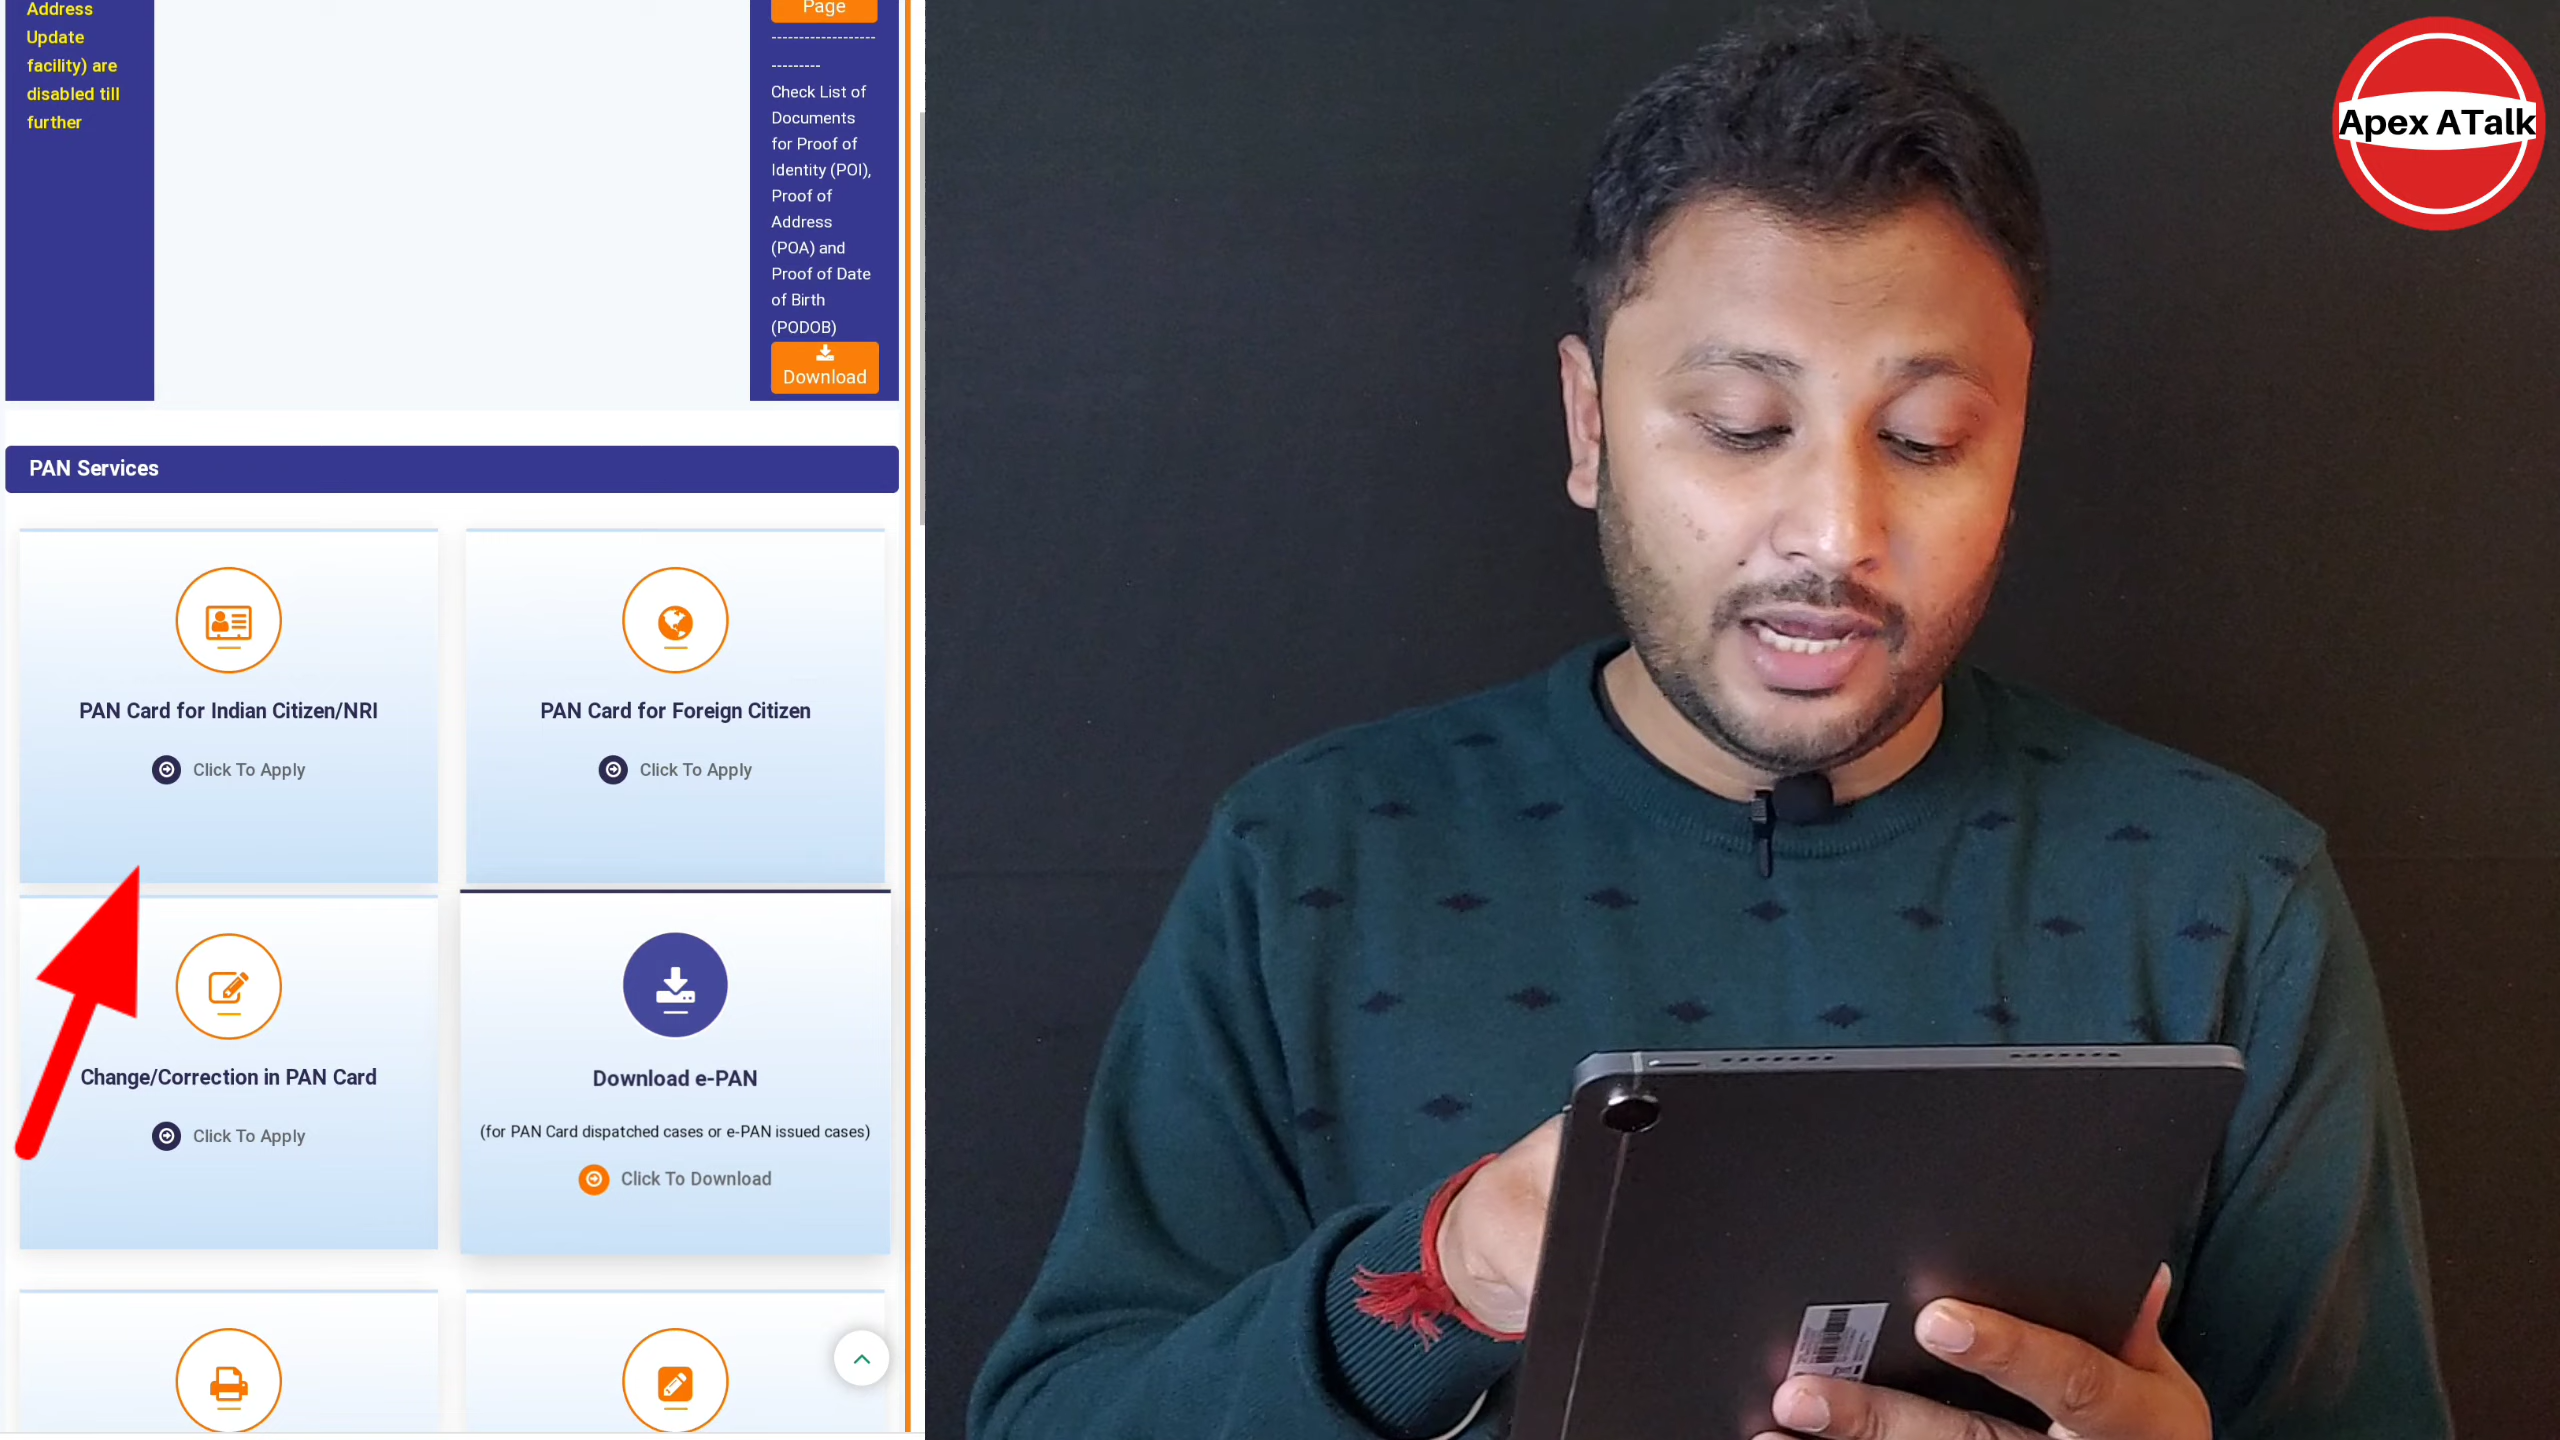 Address
Update
facility) are
disabled till
further
Page
-------------------
---------
Check List of
Documents
for Proof of
Identity (POI),
Proof of
Address
(POA) and
Proof of Date
of Birth
(PODOB)
Download
PAN Services
PAN Card for Indian Citizen/NRI
Click To Apply
PAN Card for Foreign Citizen
Click To Apply
Change/Correction in PAN Card
Click To Apply
Download e-PAN
(for PAN Card dispatched cases or e-PAN issued cases)
Click To Download
Apex ATalk